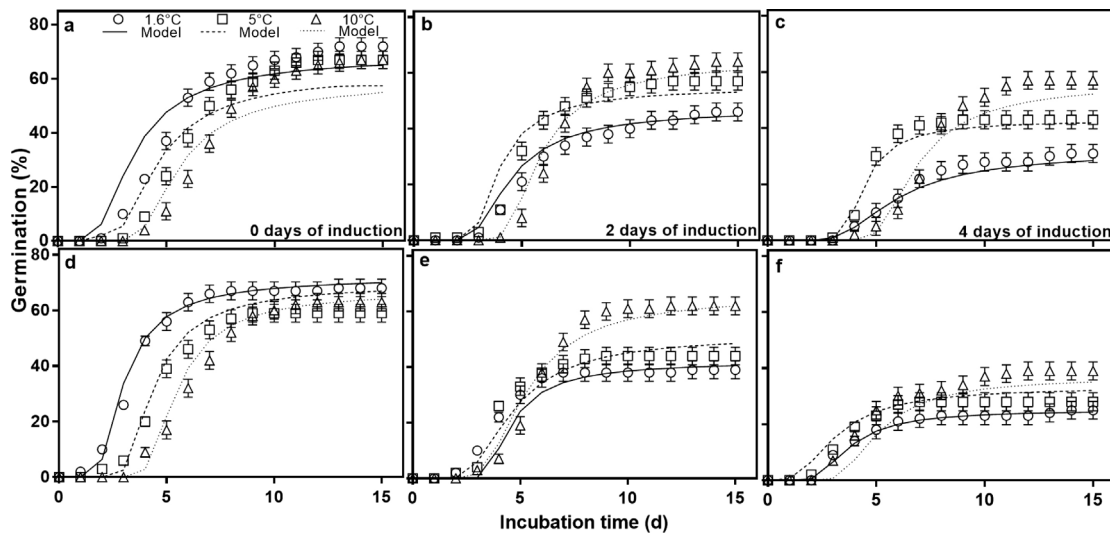 a
1.6°C 5°C 10°C
Model Model Model
b
c
80
60
40
20
0
Germination (%)
0 days of induction
2 days of induction
4 days of induction
d
e
f
80
60
40
20
0
0 5 10 15
0 5 10 15
0 5 10 15
Incubation time (d)